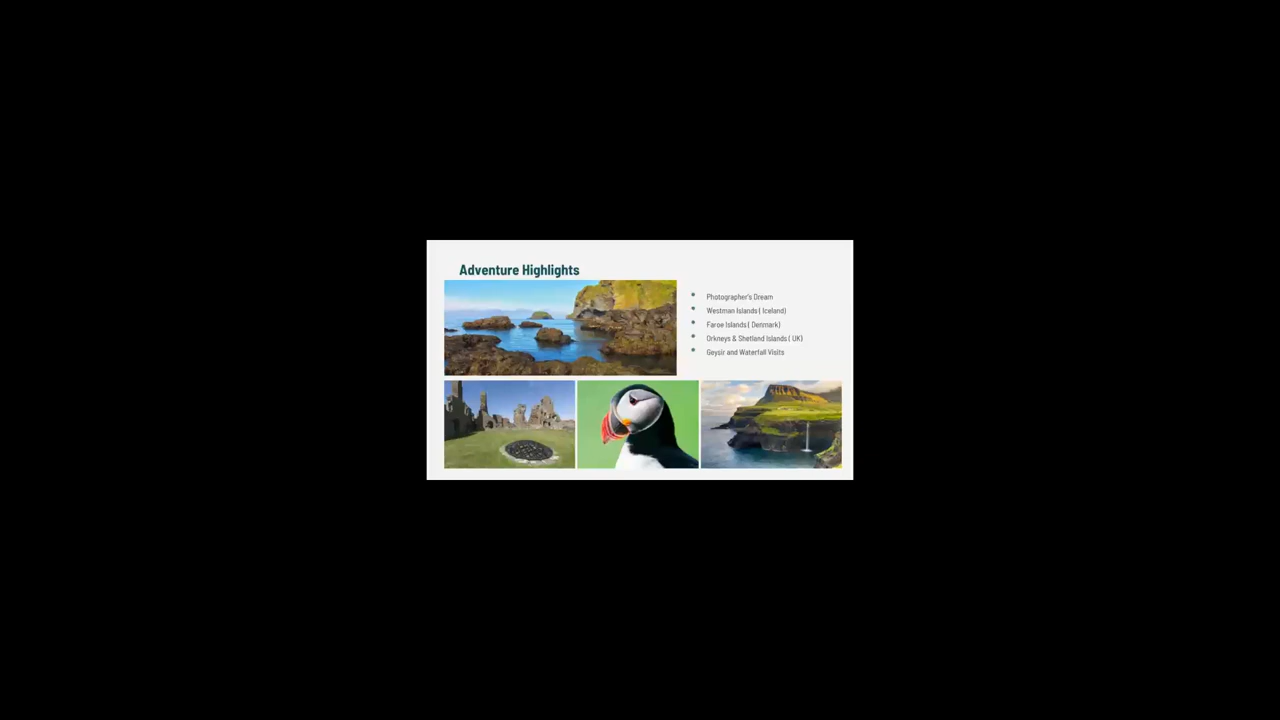 Adventure Highlights
Photographer's Dream
Westman Islands ( Iceland)
Faroe Islands ( Denmark)
Orkneys & Shetland Islands ( UK)
Geysir and Waterfall Visits